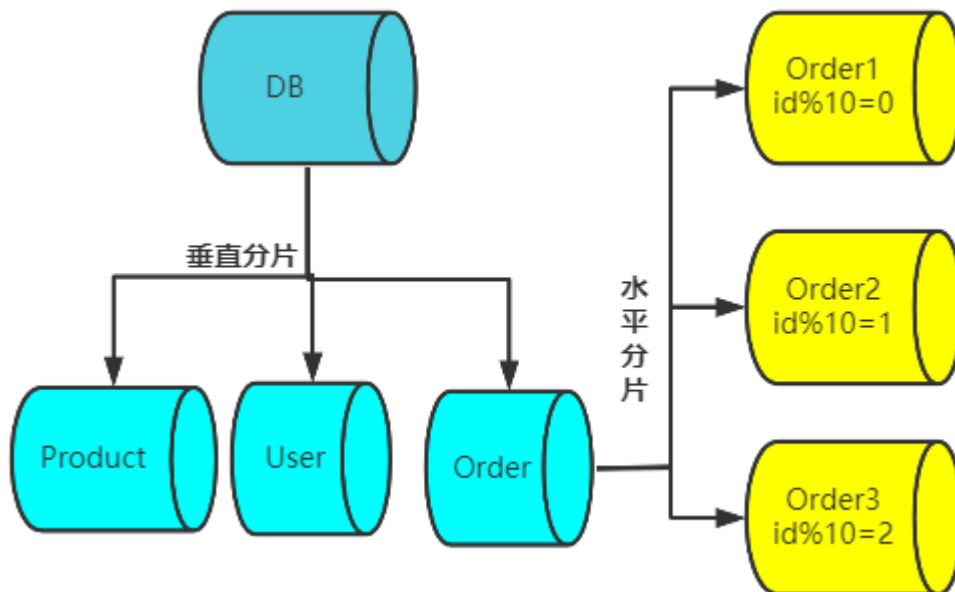 DB
垂直分片
Product
User
Order
水平分片
Order1
id%10=0
Order2
id%10=1
Order3
id%10=2